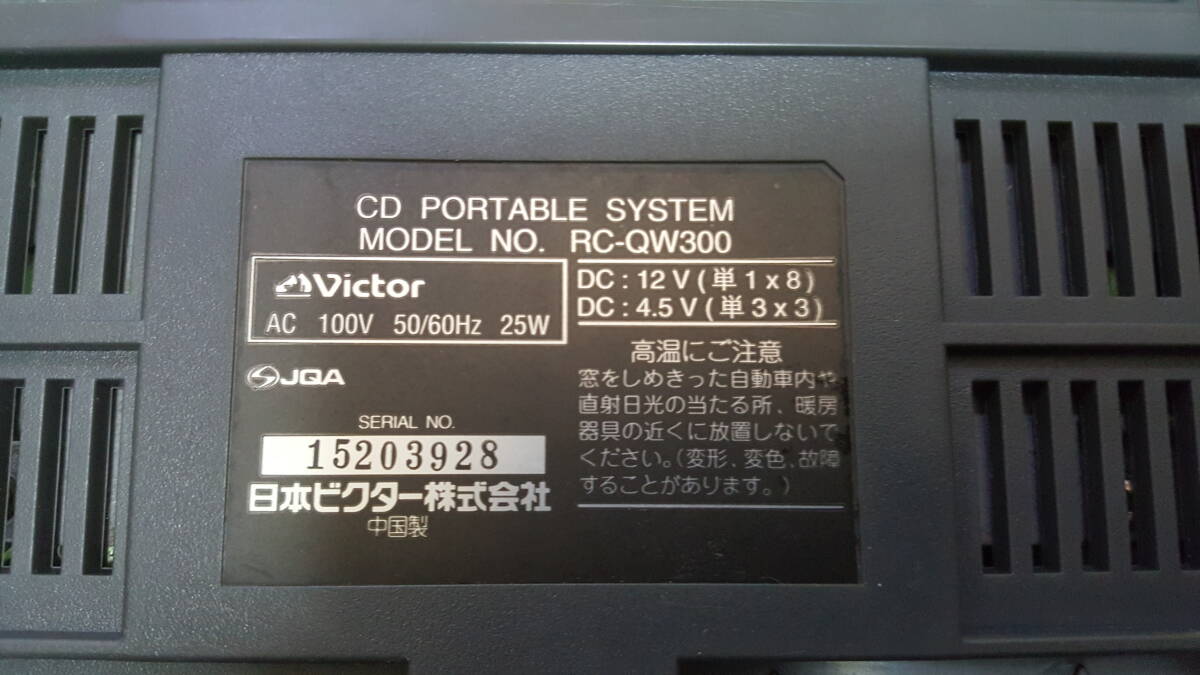 CD PORTABLE SYSTEM
MODEL NO. RC-QW300
Victor
AC 100V 50/60Hz 25W
DC : 12 V ( 単 1 x 8 )
DC : 4.5 V ( 単 3 x 3 )
JQA
SERIAL NO.
15203928
日本ビクター株式会社
中国製
高温にご注意
窓をしめきった自動車内や
直射日光の当たる所、暖房
器具の近くに放置しないで
ください。(変形、変色、故障
することがあります。)